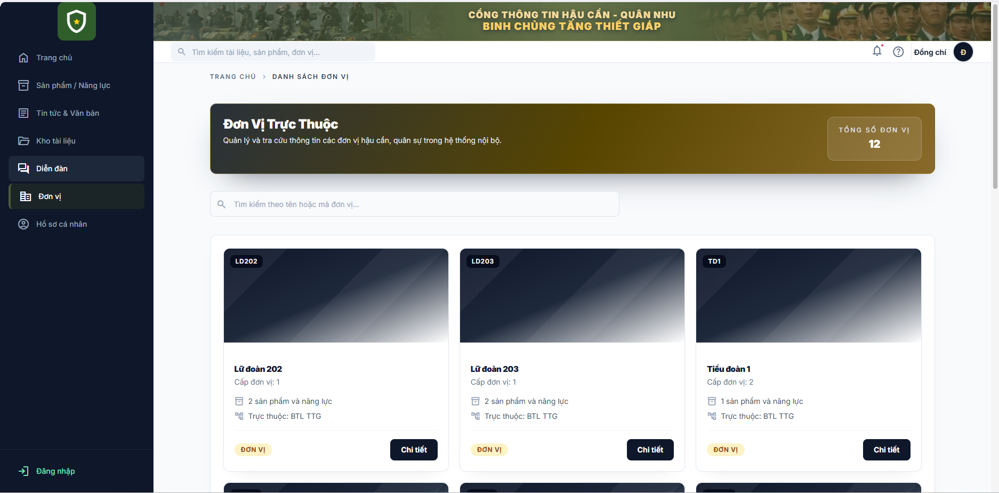 CỔNG THÔNG TIN HẬU CẦN - QUÂN NHU
BINH CHỦNG TĂNG THIẾT GIÁP
Trang chủ
Sản phẩm / Năng lực
Tin tức & Văn bản
Kho tài liệu
Diễn đàn
Đơn vị
Hồ sơ cá nhân
Đăng nhập
Tìm kiếm tài liệu, sản phẩm, đơn vị...
Đồng chí
Đ
TRANG CHỦ > DANH SÁCH ĐƠN VỊ
Đơn Vị Trực Thuộc
Quản lý và tra cứu thông tin các đơn vị hậu cần, quân sự trong hệ thống nội bộ.
TỔNG SỐ ĐƠN VỊ
12
Tìm kiếm theo tên hoặc mã đơn vị...
LD202
Lữ đoàn 202
Cấp đơn vị: 1
2 sản phẩm và năng lực
Trực thuộc: BTL TTG
ĐƠN VỊ
Chi tiết
LD203
Lữ đoàn 203
Cấp đơn vị: 1
2 sản phẩm và năng lực
Trực thuộc: BTL TTG
ĐƠN VỊ
Chi tiết
TD1
Tiểu đoàn 1
Cấp đơn vị: 2
1 sản phẩm và năng lực
Trực thuộc: BTL TTG
ĐƠN VỊ
Chi tiết